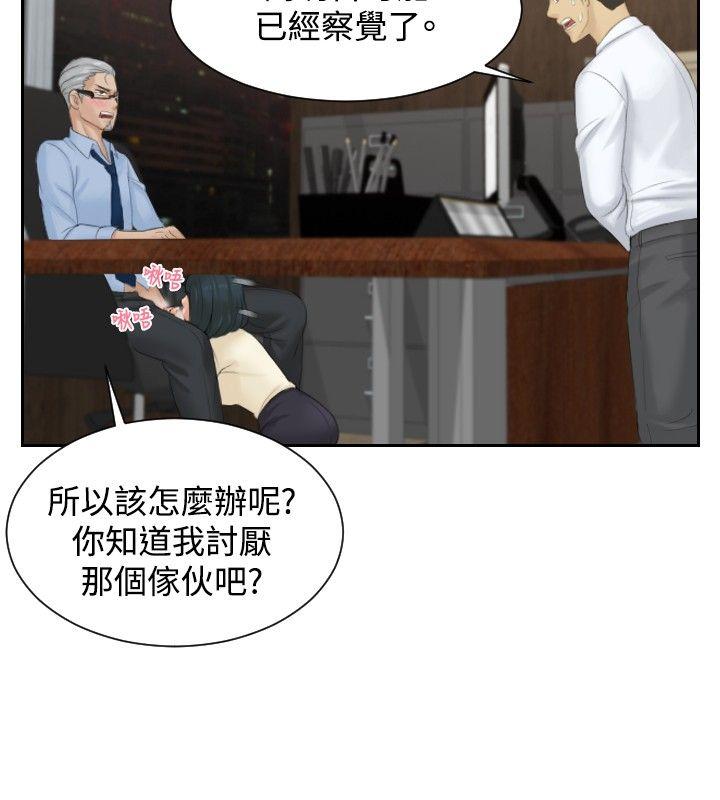 已經察覺了。
啾唔
啾唔
所以該怎麼辦呢?
你知道我討厭
那個傢伙吧?